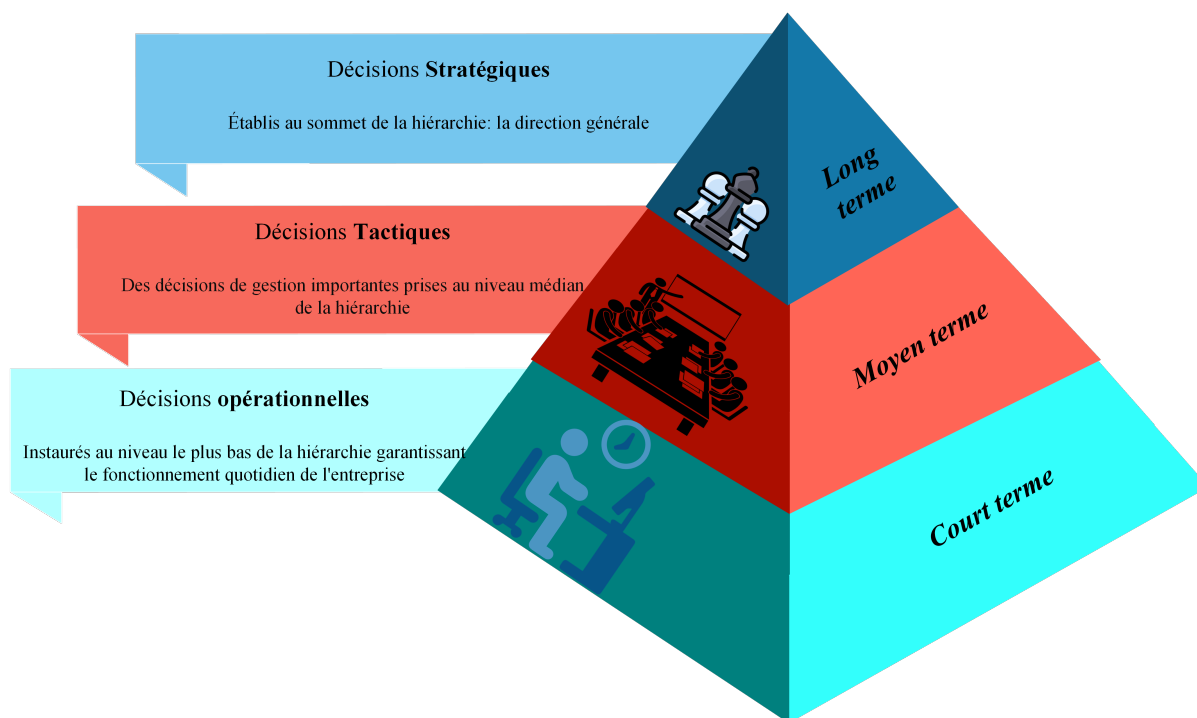 Décisions Stratégiques
Établis au sommet de la hiérarchie: la direction générale
Long
terme
Décisions Tactiques
Des décisions de gestion importantes prises au niveau médian
de la hiérarchie
Moyen terme
Décisions opérationnelles
Instaurés au niveau le plus bas de la hiérarchie garantissant
le fonctionnement quotidien de l'entreprise
Court terme